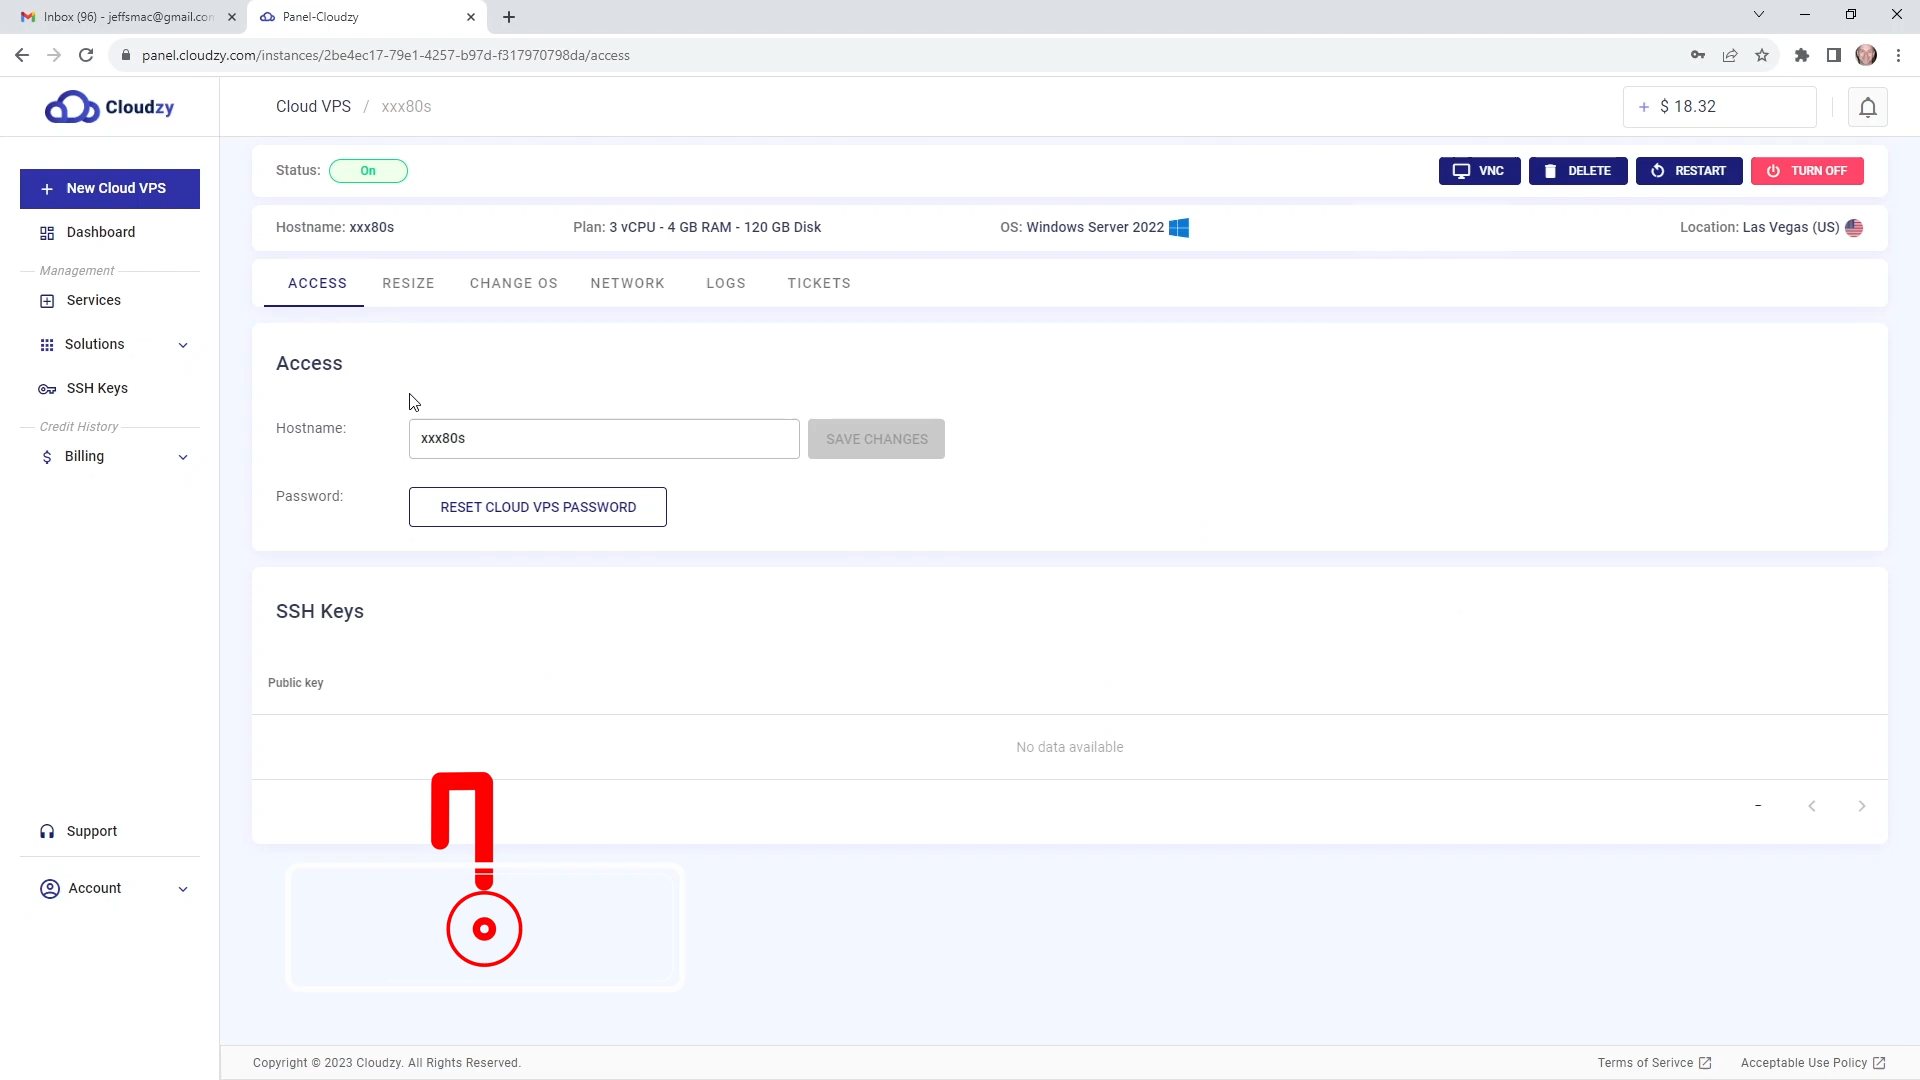 Inbox (96) - jeffsmac@gmail.com
Panel-Cloudzy
panel.cloudzy.com/instances/2be4ec17-79e1-4257-b97d-f317970798da/access
Cloudzy
Cloud VPS / xxx80s
+ $ 18.32
New Cloud VPS
Dashboard
Management
Services
Solutions
SSH Keys
Credit History
Billing
Support
Account
Status: On
VNC
DELETE
RESTART
TURN OFF
Hostname: xxx80s
Plan: 3 vCPU - 4 GB RAM - 120 GB Disk
OS: Windows Server 2022
Location: Las Vegas (US)
ACCESS
RESIZE
CHANGE OS
NETWORK
LOGS
TICKETS
Access
Hostname:
xxx80s
SAVE CHANGES
Password:
RESET CLOUD VPS PASSWORD
SSH Keys
Public key
No data available
–
Copyright © 2023 Cloudzy. All Rights Reserved.
Terms of Serivce
Acceptable Use Policy